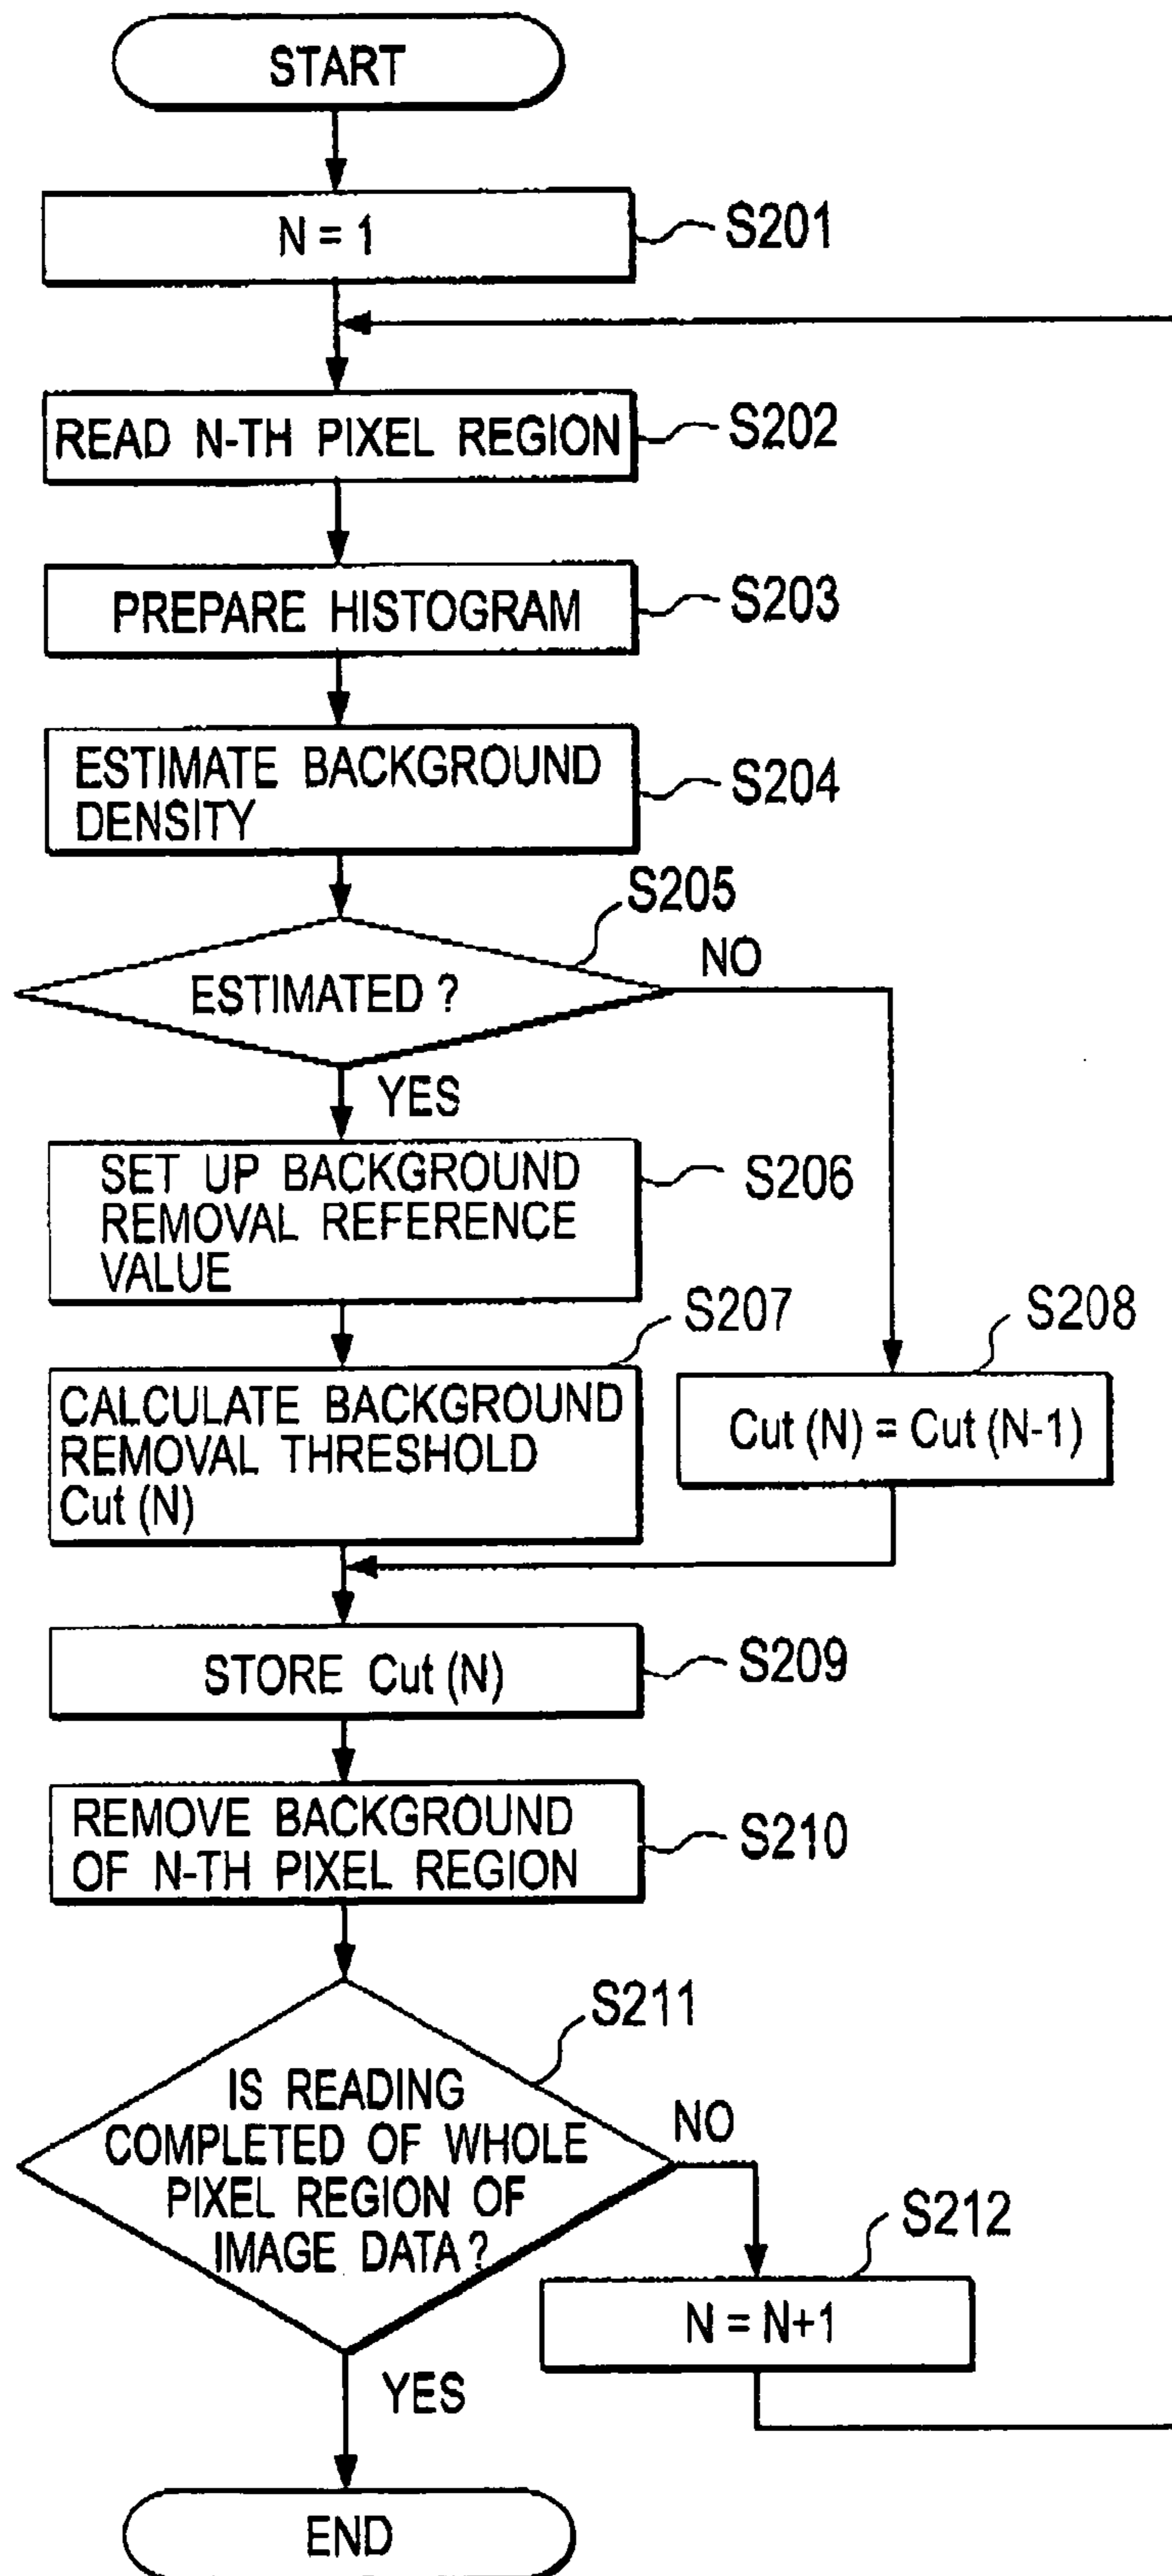 START
N = 1
S201
READ N-TH PIXEL REGION
S202
PREPARE HISTOGRAM
S203
ESTIMATE BACKGROUND
DENSITY
S204
S205
ESTIMATED ?
NO
YES
SET UP BACKGROUND
REMOVAL REFERENCE
VALUE
S206
S207
CALCULATE BACKGROUND
REMOVAL THRESHOLD
Cut (N)
S208
Cut (N) = Cut (N-1)
STORE Cut (N)
S209
REMOVE BACKGROUND
OF N-TH PIXEL REGION
S210
S211
IS READING
COMPLETED OF WHOLE
PIXEL REGION OF
IMAGE DATA ?
NO
S212
N = N+1
YES
END